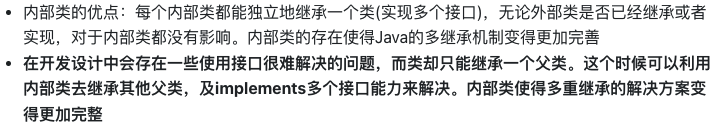 • 内部类的优点：每个内部类都能独立地继承一个类(实现多个接口)，无论外部类是否已经继承或者
实现，对于内部类都没有影响。内部类的存在使得Java的多继承机制变得更加完善
• 在开发设计中会存在一些使用接口很难解决的问题，而类却只能继承一个父类。这个时候可以利用
内部类去继承其他父类，及implements多个接口能力来解决。内部类使得多重继承的解决方案变
得更加完整